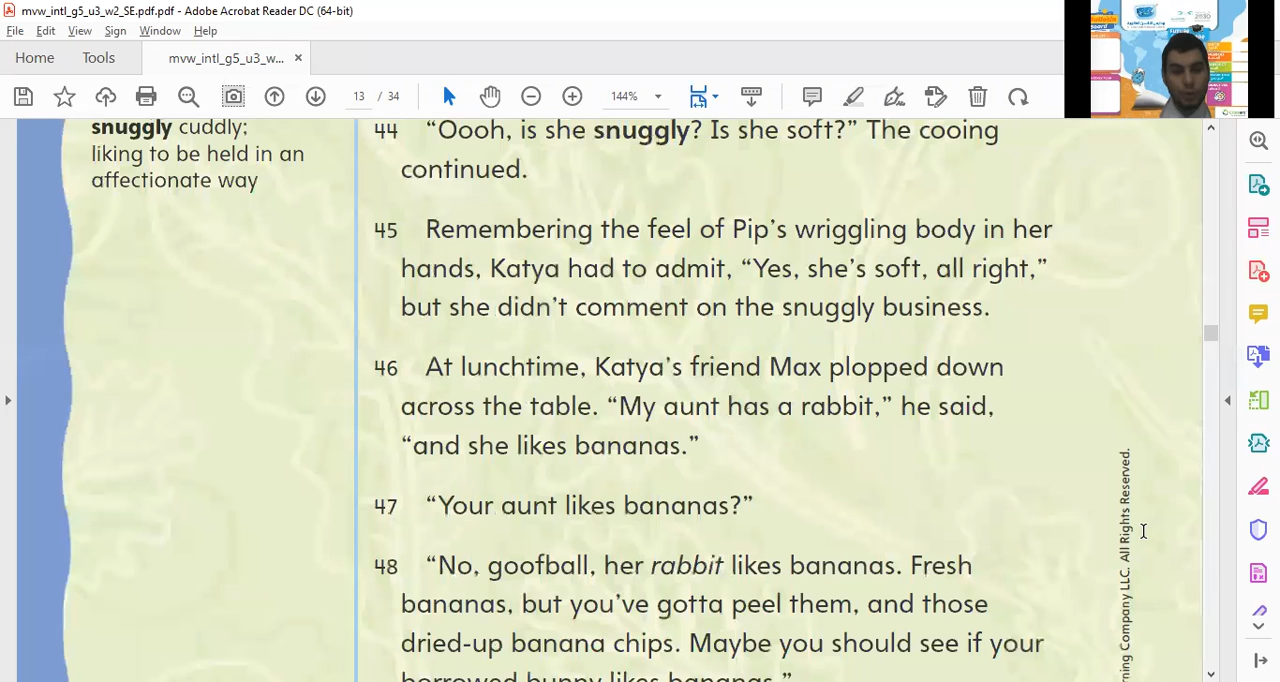 mvw_intl_g5_u3_w2_SE.pdf.pdf - Adobe Acrobat Reader DC (64-bit)
File Edit View Sign Window Help
Home Tools mvw_intl_g5_u3_w... ×
13 / 34 144%
snuggly cuddly;
liking to be held in an
affectionate way
44 “Oooh, is she snuggly? Is she soft?” The cooing
continued.
45 Remembering the feel of Pip’s wriggling body in her
hands, Katya had to admit, “Yes, she’s soft, all right,”
but she didn’t comment on the snuggly business.
46 At lunchtime, Katya’s friend Max plopped down
across the table. “My aunt has a rabbit,” he said,
“and she likes bananas.”
47 “Your aunt likes bananas?”
48 “No, goofball, her rabbit likes bananas. Fresh
bananas, but you’ve gotta peel them, and those
dried-up banana chips. Maybe you should see if your
borrowed bunny likes bananas.”
Company LLC. All Rights Reserved.